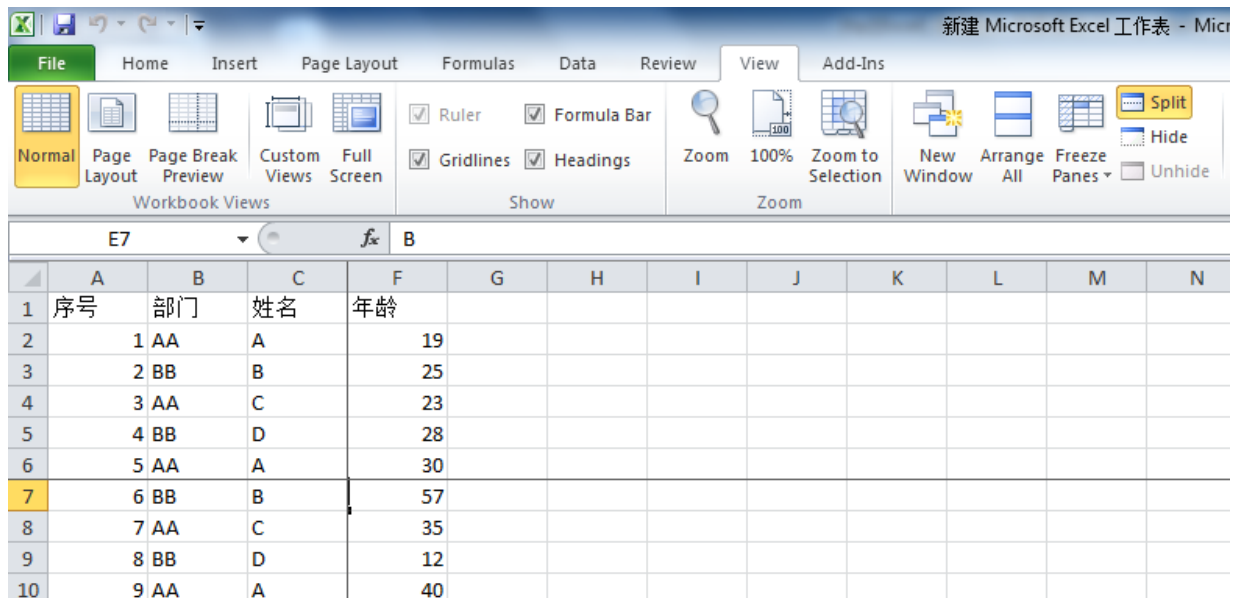 新建 Microsoft Excel 工作表 - Micr
File Home Insert Page Layout Formulas Data Review View Add-Ins
Ruler Formula Bar Split
Hide
Normal Page Layout Page Break Preview Custom Views Full Screen Gridlines Headings Zoom 100% Zoom to Selection New Window Arrange All Freeze Panes Unhide
Workbook Views Show Zoom
E7 fx B
A B C F G H I J K L M N
1 序号 部门 姓名 年龄
2 1 AA A 19
3 2 BB B 25
4 3 AA C 23
5 4 BB D 28
6 5 AA A 30
7 6 BB B 57
8 7 AA C 35
9 8 BB D 12
10 9 AA A 40